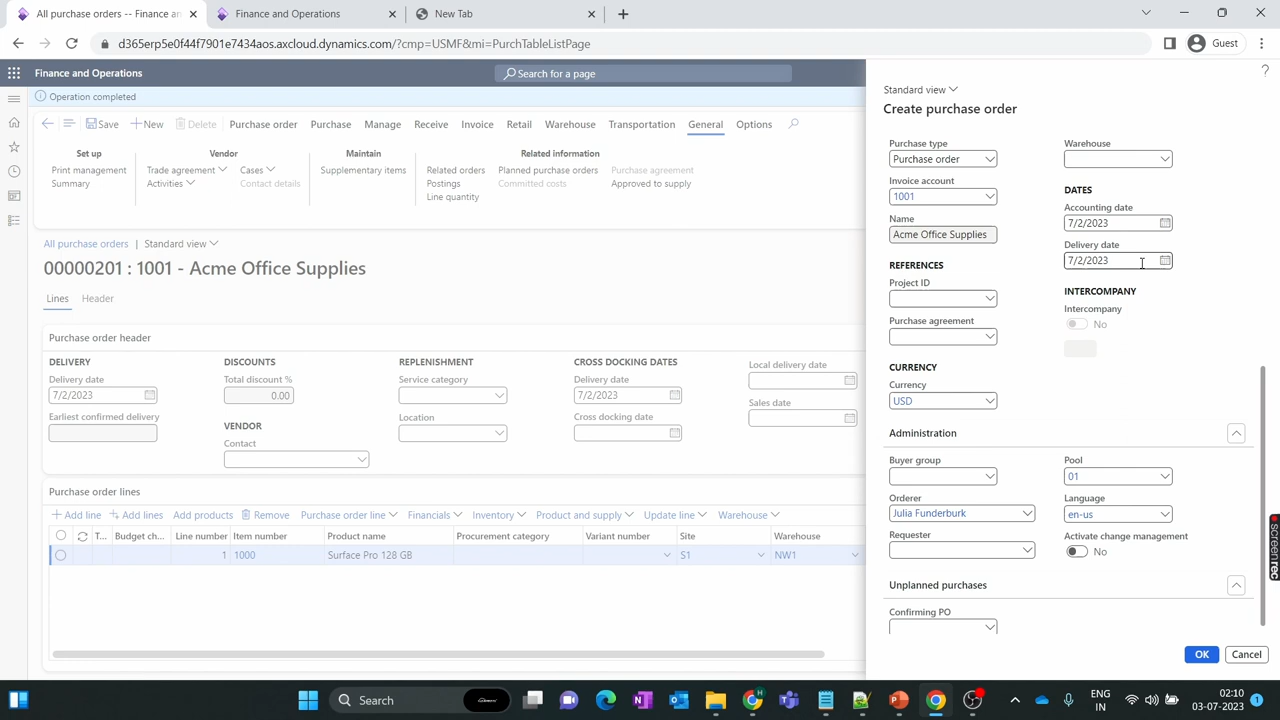 All purchase orders -- Finance an
Finance and Operations
New Tab
d365erp5e0f44f7901e7434aos.axcloud.dynamics.com/?cmp=USMF&mi=PurchTableListPage
Guest
Finance and Operations
Search for a page
?
Operation completed
Save
New
Delete
Purchase order
Purchase
Manage
Receive
Invoice
Retail
Warehouse
Transportation
General
Options
Set up
Print management
Summary
Vendor
Trade agreement
Activities
Cases
Contact details
Maintain
Supplementary items
Related information
Related orders
Postings
Line quantity
Planned purchase orders
Committed costs
Purchase agreement
Approved to supply
All purchase orders | Standard view
00000201 : 1001 - Acme Office Supplies
Lines
Header
Purchase order header
DELIVERY
Delivery date
7/2/2023
Earliest confirmed delivery
DISCOUNTS
Total discount %
0.00
VENDOR
Contact
REPLENISHMENT
Service category
Location
CROSS DOCKING DATES
Delivery date
7/2/2023
Cross docking date
Local delivery date
Sales date
Purchase order lines
Add line
Add lines
Add products
Remove
Purchase order line
Financials
Inventory
Product and supply
Update line
Warehouse
T... Budget ch... Line number Item number Product name Procurement category Variant number Site Warehouse
1 1000 Surface Pro 128 GB S1 NW1
Standard view
Create purchase order
Purchase type
Purchase order
Invoice account
1001
Name
Acme Office Supplies
REFERENCES
Project ID
Purchase agreement
CURRENCY
Currency
USD
Warehouse
DATES
Accounting date
7/2/2023
Delivery date
7/2/2023
INTERCOMPANY
Intercompany
No
Administration
Buyer group
Orderer
Julia Funderburk
Requester
Pool
01
Language
en-us
Activate change management
No
Unplanned purchases
Confirming PO
OK
Cancel
Screenrec
Search
ENG
IN
02:10
03-07-2023
1